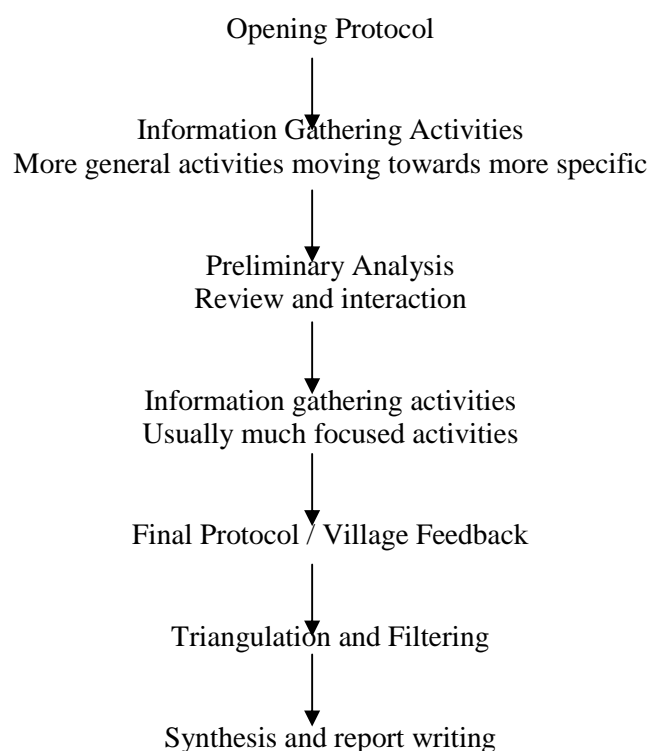 Opening Protocol
Information Gathering Activities
More general activities moving towards more specific
Preliminary Analysis
Review and interaction
Information gathering activities
Usually much focused activities
Final Protocol / Village Feedback
Triangulation and Filtering
Synthesis and report writing